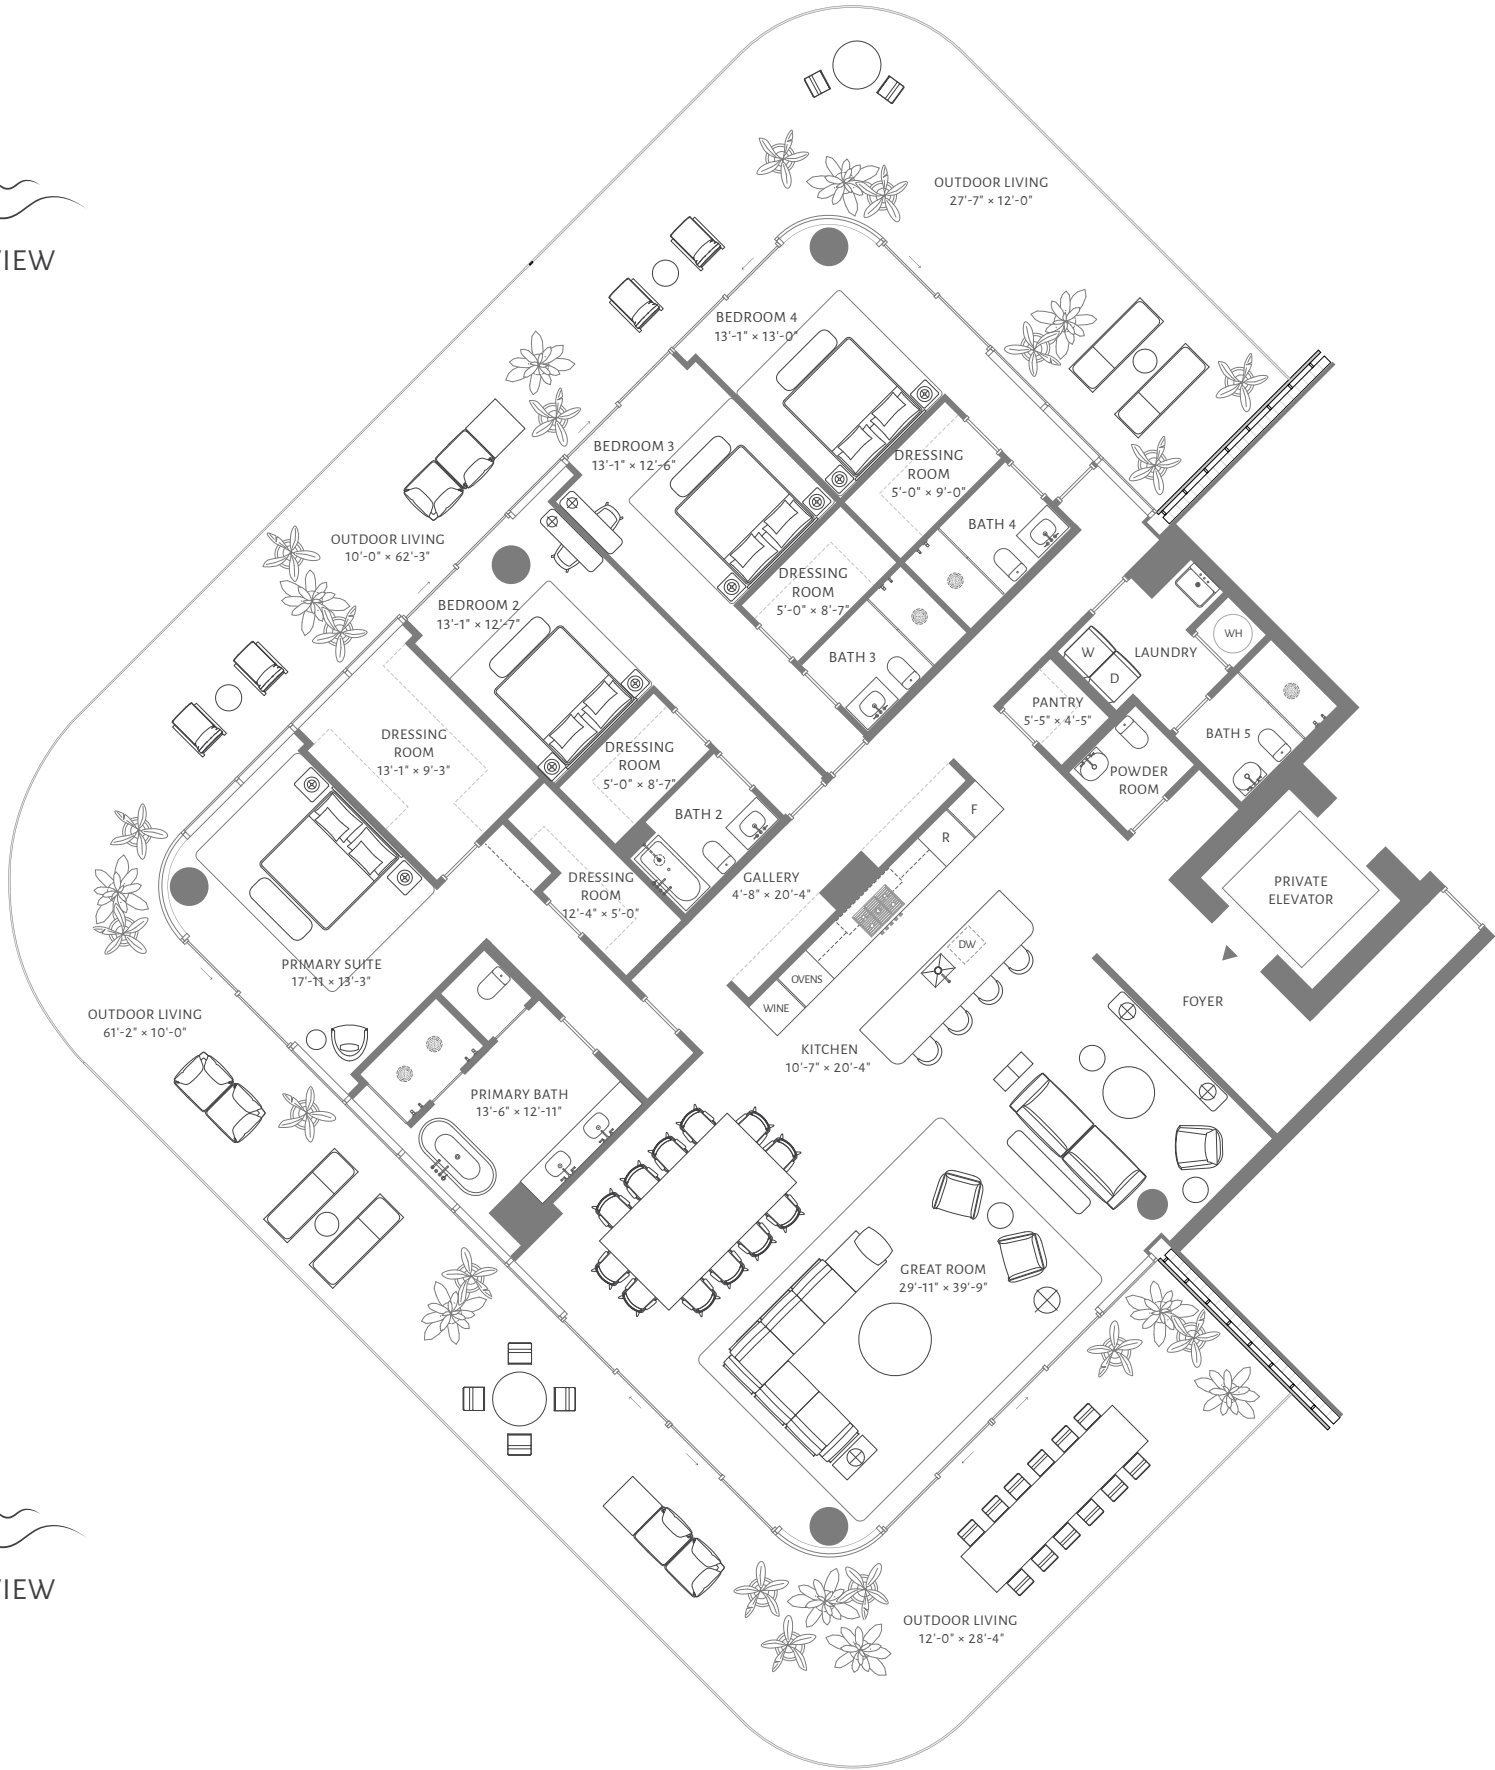 OUTDOOR LIVING
27'-7" × 12'-0"
VIEW
BEDROOM 4
13'-1" × 13'-0"
BEDROOM 3
13'-1" × 12'-6"
DRESSING
ROOM
5'-0" × 9'-0"
BATH 4
OUTDOOR LIVING
10'-0" × 62'-3"
DRESSING
ROOM
5'-0" × 8'-7"
BEDROOM 2
13'-1" × 12'-7"
BATH 3
WH
W
D
LAUNDRY
PANTRY
5'-5" × 4'-5"
BATH 5
DRESSING
ROOM
13'-1" × 9'-3"
DRESSING
ROOM
5'-0" × 8'-7"
POWDER
ROOM
BATH 2
F
R
GALLERY
4'-8" × 20'-4"
DRESSING
ROOM
12'-4" × 5'-0"
PRIVATE
ELEVATOR
DW
PRIMARY SUITE
17'-11 × 13'-3"
OVENS
WINE
FOYER
OUTDOOR LIVING
61'-2" × 10'-0"
KITCHEN
10'-7" × 20'-4"
PRIMARY BATH
13'-6" × 12'-11"
GREAT ROOM
29'-11" × 39'-9"
VIEW
OUTDOOR LIVING
12'-0" × 28'-4"